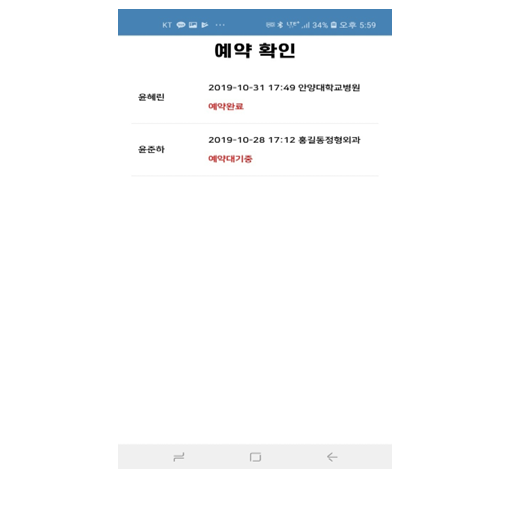 KT ... 34% 오후 5:59
예약 확인
2019-10-31 17:49 안양대학교병원
윤혜린
예약완료
2019-10-28 17:12 홍길동정형외과
윤준하
예약대기중